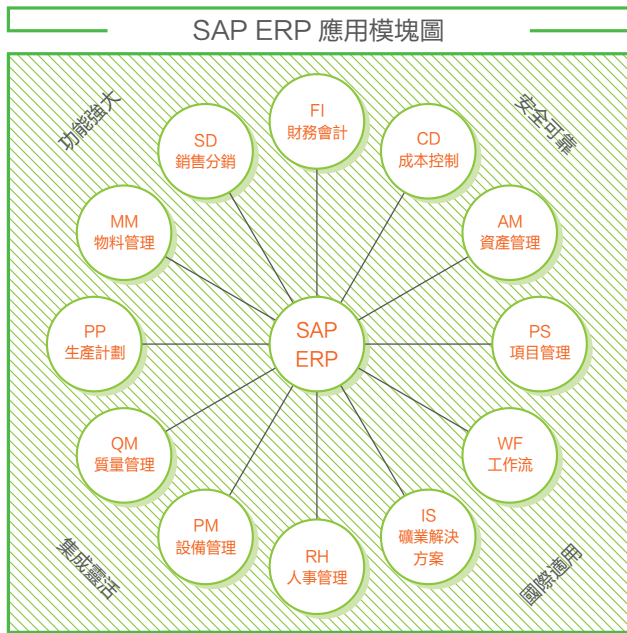 SAP ERP 應用模塊圖
功能強大
安全可靠
FI
財務會計
CD
成本控制
AM
資產管理
PS
項目管理
WF
工作流
IS
礦業解決
方案
RH
人事管理
PM
設備管理
QM
質量管理
PP
生產計劃
MM
物料管理
SD
銷售分銷
SAP
ERP
集成靈活
國際適用